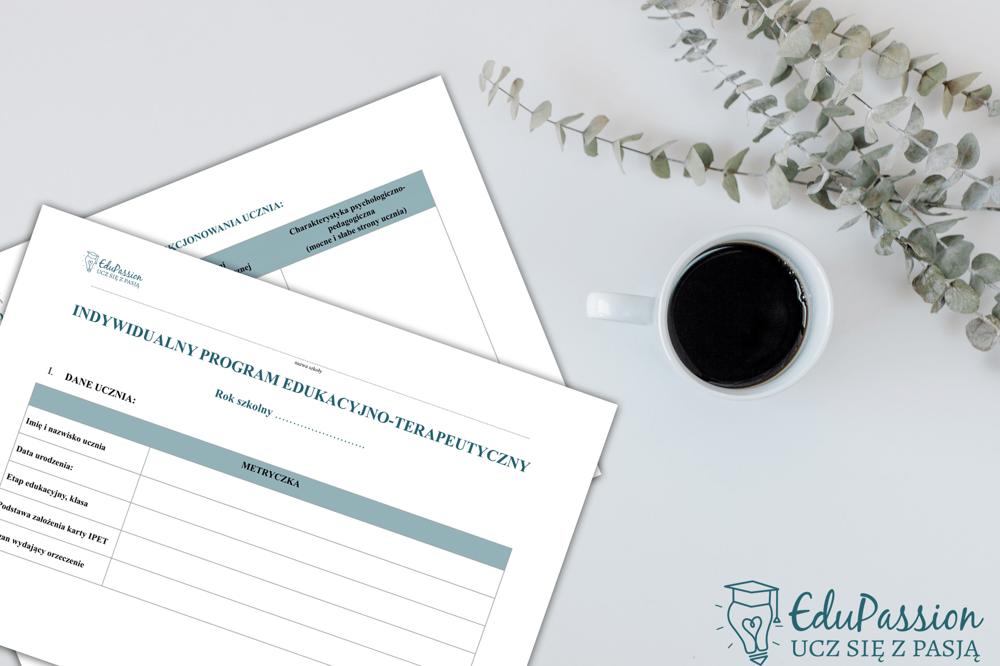 KCJONOWANIA UCZNIA:
Charakterystyka psychologiczno-
pedagogiczna
(mocne i słabe strony ucznia)
znej
EduPassion
UCZ SIĘ Z PASJĄ
nazwa szkoły
INDYWIDUALNY PROGRAM EDUKACYJNO-TERAPEUTYCZNY
Rok szkolny ..........................
I. DANE UCZNIA:
METRYCZKA
Imię i nazwisko ucznia
Data urodzenia:
Etap edukacyjny, klasa
Podstawa założenia karty IPET
gan wydający orzeczenie
EduPassion
UCZ SIĘ Z PASJĄ